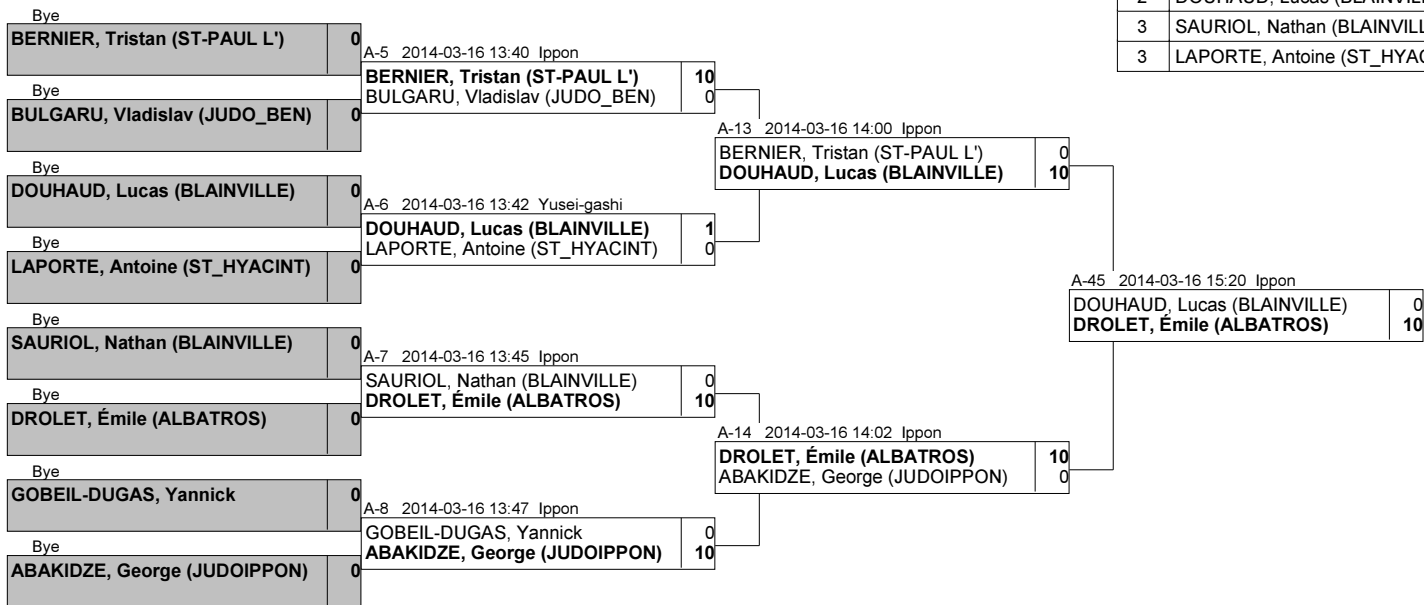 Bye
BERNIER, Tristan (ST-PAUL L') 0
Bye
BULGARU, Vladislav (JUDO_BEN) 0
Bye
DOUHAUD, Lucas (BLAINVILLE) 0
Bye
LAPORTE, Antoine (ST_HYACINT) 0
Bye
SAURIOL, Nathan (BLAINVILLE) 0
Bye
DROLET, Émile (ALBATROS) 0
Bye
GOBEIL-DUGAS, Yannick 0
Bye
ABAKIDZE, George (JUDOIPPON) 0
A-5 2014-03-16 13:40 Ippon
BERNIER, Tristan (ST-PAUL L') 10
BULGARU, Vladislav (JUDO_BEN) 0
A-6 2014-03-16 13:42 Yusei-gashi
DOUHAUD, Lucas (BLAINVILLE) 1
LAPORTE, Antoine (ST_HYACINT) 0
A-7 2014-03-16 13:45 Ippon
SAURIOL, Nathan (BLAINVILLE) 0
DROLET, Émile (ALBATROS) 10
A-8 2014-03-16 13:47 Ippon
GOBEIL-DUGAS, Yannick 0
ABAKIDZE, George (JUDOIPPON) 10
A-13 2014-03-16 14:00 Ippon
BERNIER, Tristan (ST-PAUL L') 0
DOUHAUD, Lucas (BLAINVILLE) 10
A-14 2014-03-16 14:02 Ippon
DROLET, Émile (ALBATROS) 10
ABAKIDZE, George (JUDOIPPON) 0
A-45 2014-03-16 15:20 Ippon
DOUHAUD, Lucas (BLAINVILLE) 0
DROLET, Émile (ALBATROS) 10
3 SAURIOL, Nathan
3 LAPORTE, Antoine